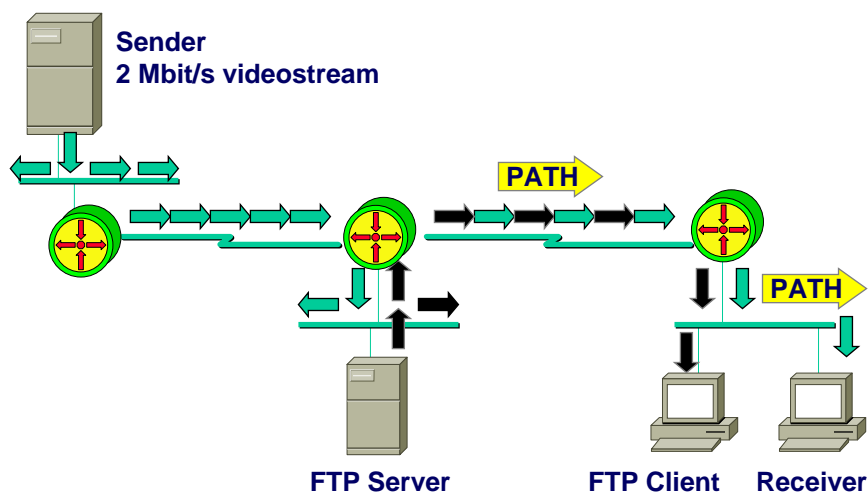 Sender
2 Mbit/s videostream
PATH
PATH
FTP Server
FTP Client
Receiver